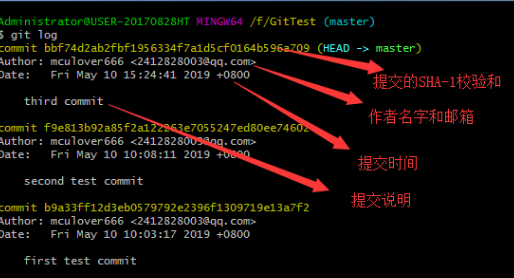 Administrator@USER-20170828HT MINGW64 /f/GitTest (master)
$ git log
commit bbf74d2ab2fbf1956334f7a1d5cf0164b596a709 (HEAD -> master)
Author: mculover666 <2412828003@qq.com>
Date: Fri May 10 15:24:41 2019 +0800
提交的SHA-1校验和
third commit
作者名字和邮箱
commit f9e813b92a85f2a122263e7055247ed80ee74602
Author: mculover666 <2412828003@qq.com>
Date: Fri May 10 10:08:11 2019 +0800
提交时间
second test commit
提交说明
commit b9a33ff12d3eb0579792e2396f1309719e13a7f2
Author: mculover666 <2412828003@qq.com>
Date: Fri May 10 10:03:17 2019 +0800
first test commit